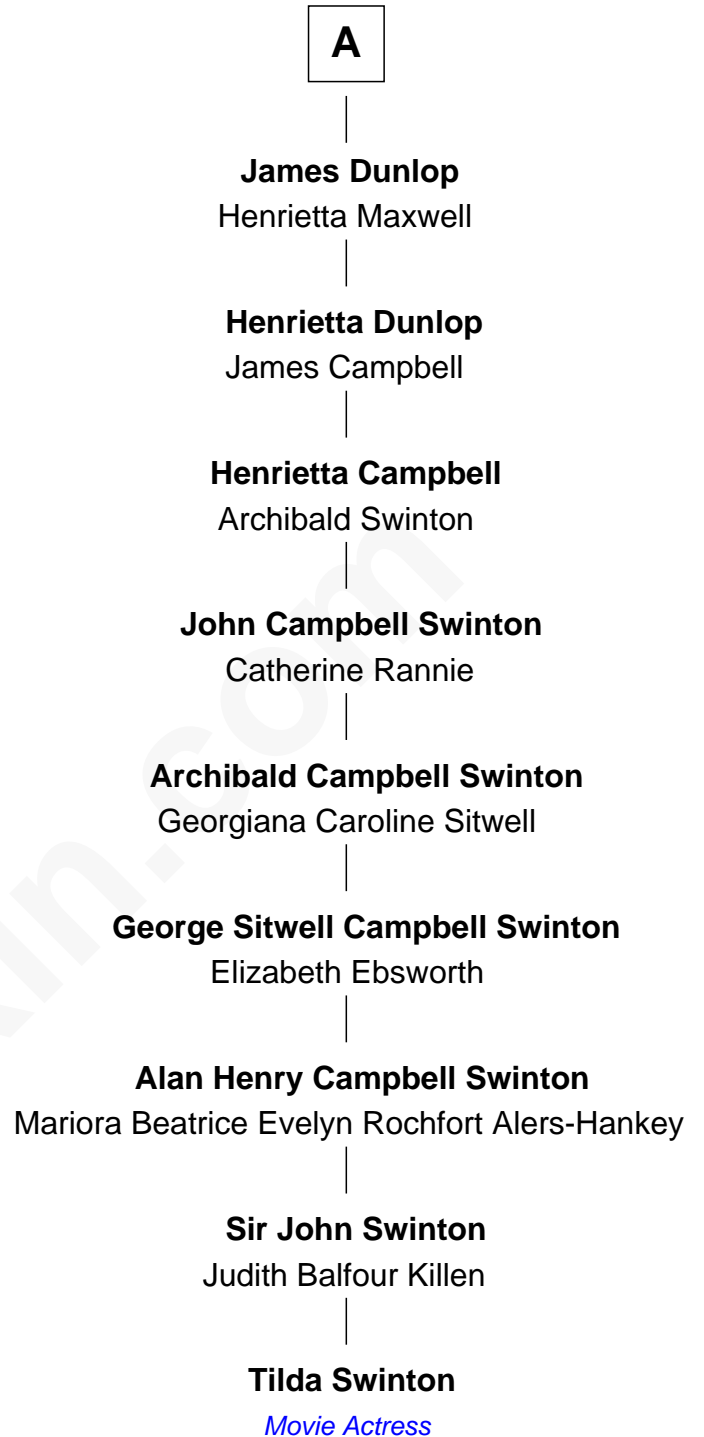 A
James Dunlop
Henrietta Maxwell
Henrietta Dunlop
James Campbell
Henrietta Campbell
Archibald Swinton
John Campbell Swinton
Catherine Rannie
Archibald Campbell Swinton
Georgiana Caroline Sitwell
George Sitwell Campbell Swinton
Elizabeth Ebsworth
Alan Henry Campbell Swinton
Mariora Beatrice Evelyn Rochfort Alers-Hankey
Sir John Swinton
Judith Balfour Killen
Tilda Swinton
Movie Actress